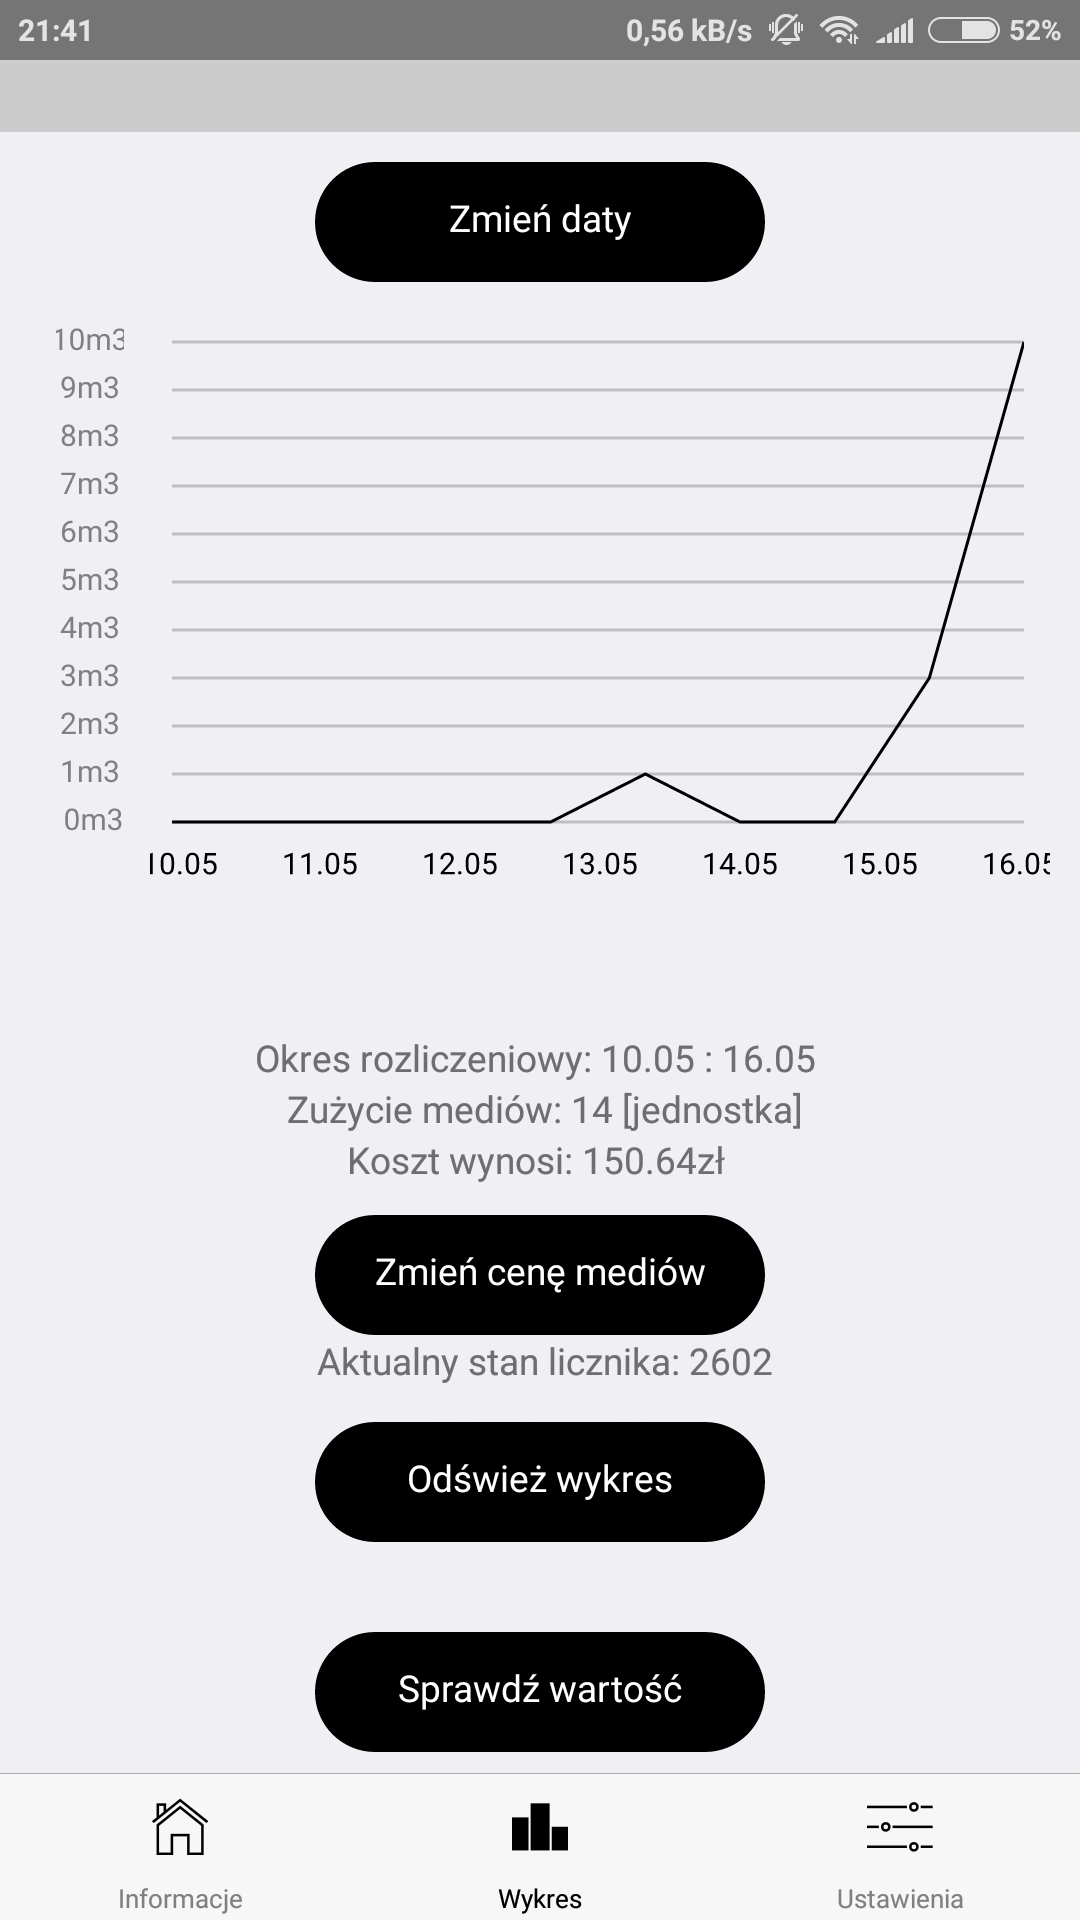 21:41 0,56 kB/s 52%
Zmień daty
10m3
9m3
8m3
7m3
6m3
5m3
4m3
3m3
2m3
1m3
0m3
10.05 11.05 12.05 13.05 14.05 15.05 16.05
Okres rozliczeniowy: 10.05 : 16.05
Zużycie mediów: 14 [jednostka]
Koszt wynosi: 150.64zł
Zmień cenę mediów
Aktualny stan licznika: 2602
Odśwież wykres
Sprawdź wartość
Informacje Wykres Ustawienia